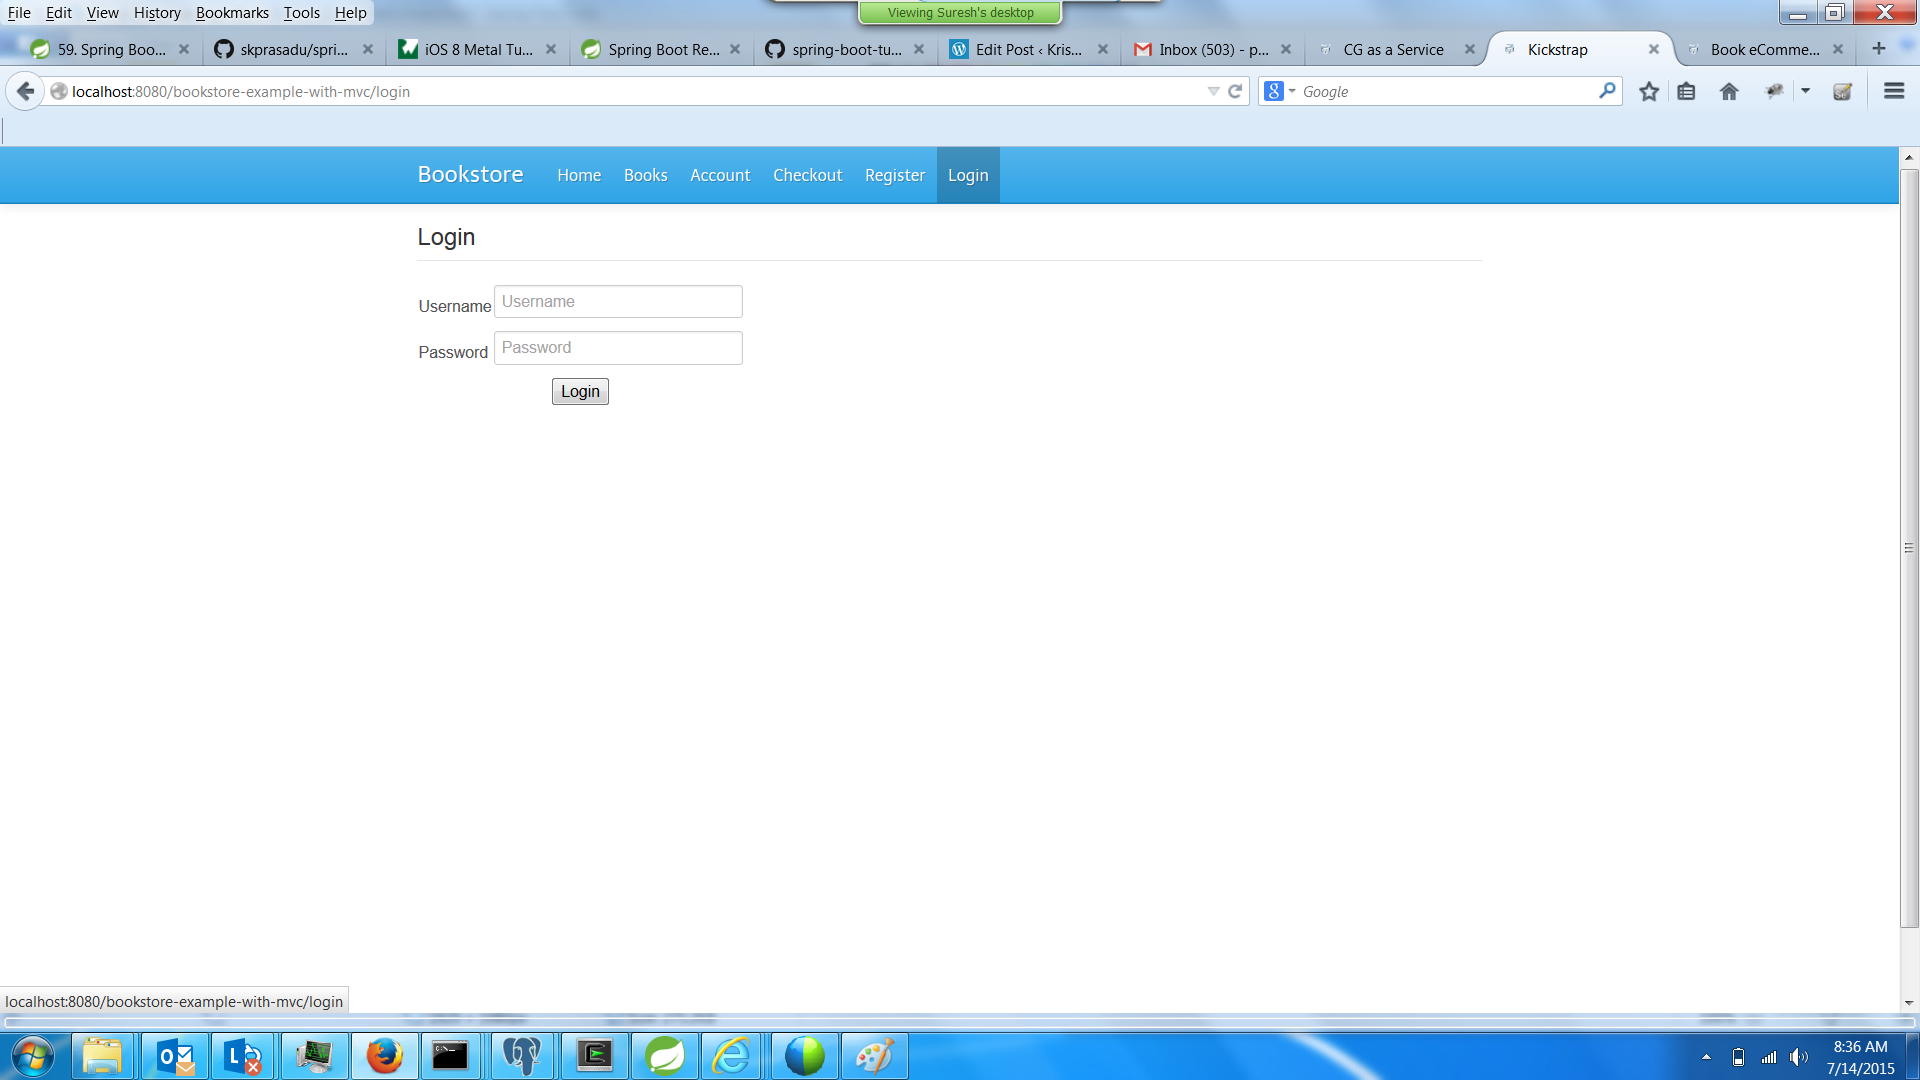 Viewing Suresh's desktop
File Edit View History Bookmarks Tools Help
59. Spring Boo... skprasadu/spri... iOS 8 Metal Tu... Spring Boot Re... spring-boot-tu... Edit Post ‹ Kris... Inbox (503) - p... CG as a Service Kickstrap Book eComme...
localhost:8080/bookstore-example-with-mvc/login Google
Bookstore Home Books Account Checkout Register Login
Login
Username Username
Password Password
Login
localhost:8080/bookstore-example-with-mvc/login
8:36 AM
7/14/2015